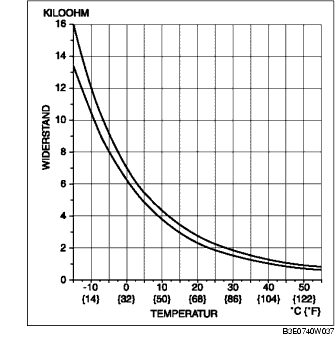 KILOOHM
16
14
12
10
8
6
4
2
0
WIDERSTAND
-10 0 10 20 30 40 50
{14} {32} {50} {68} {86} {104} {122}
TEMPERATUR °C {°F}
B3E0740W037